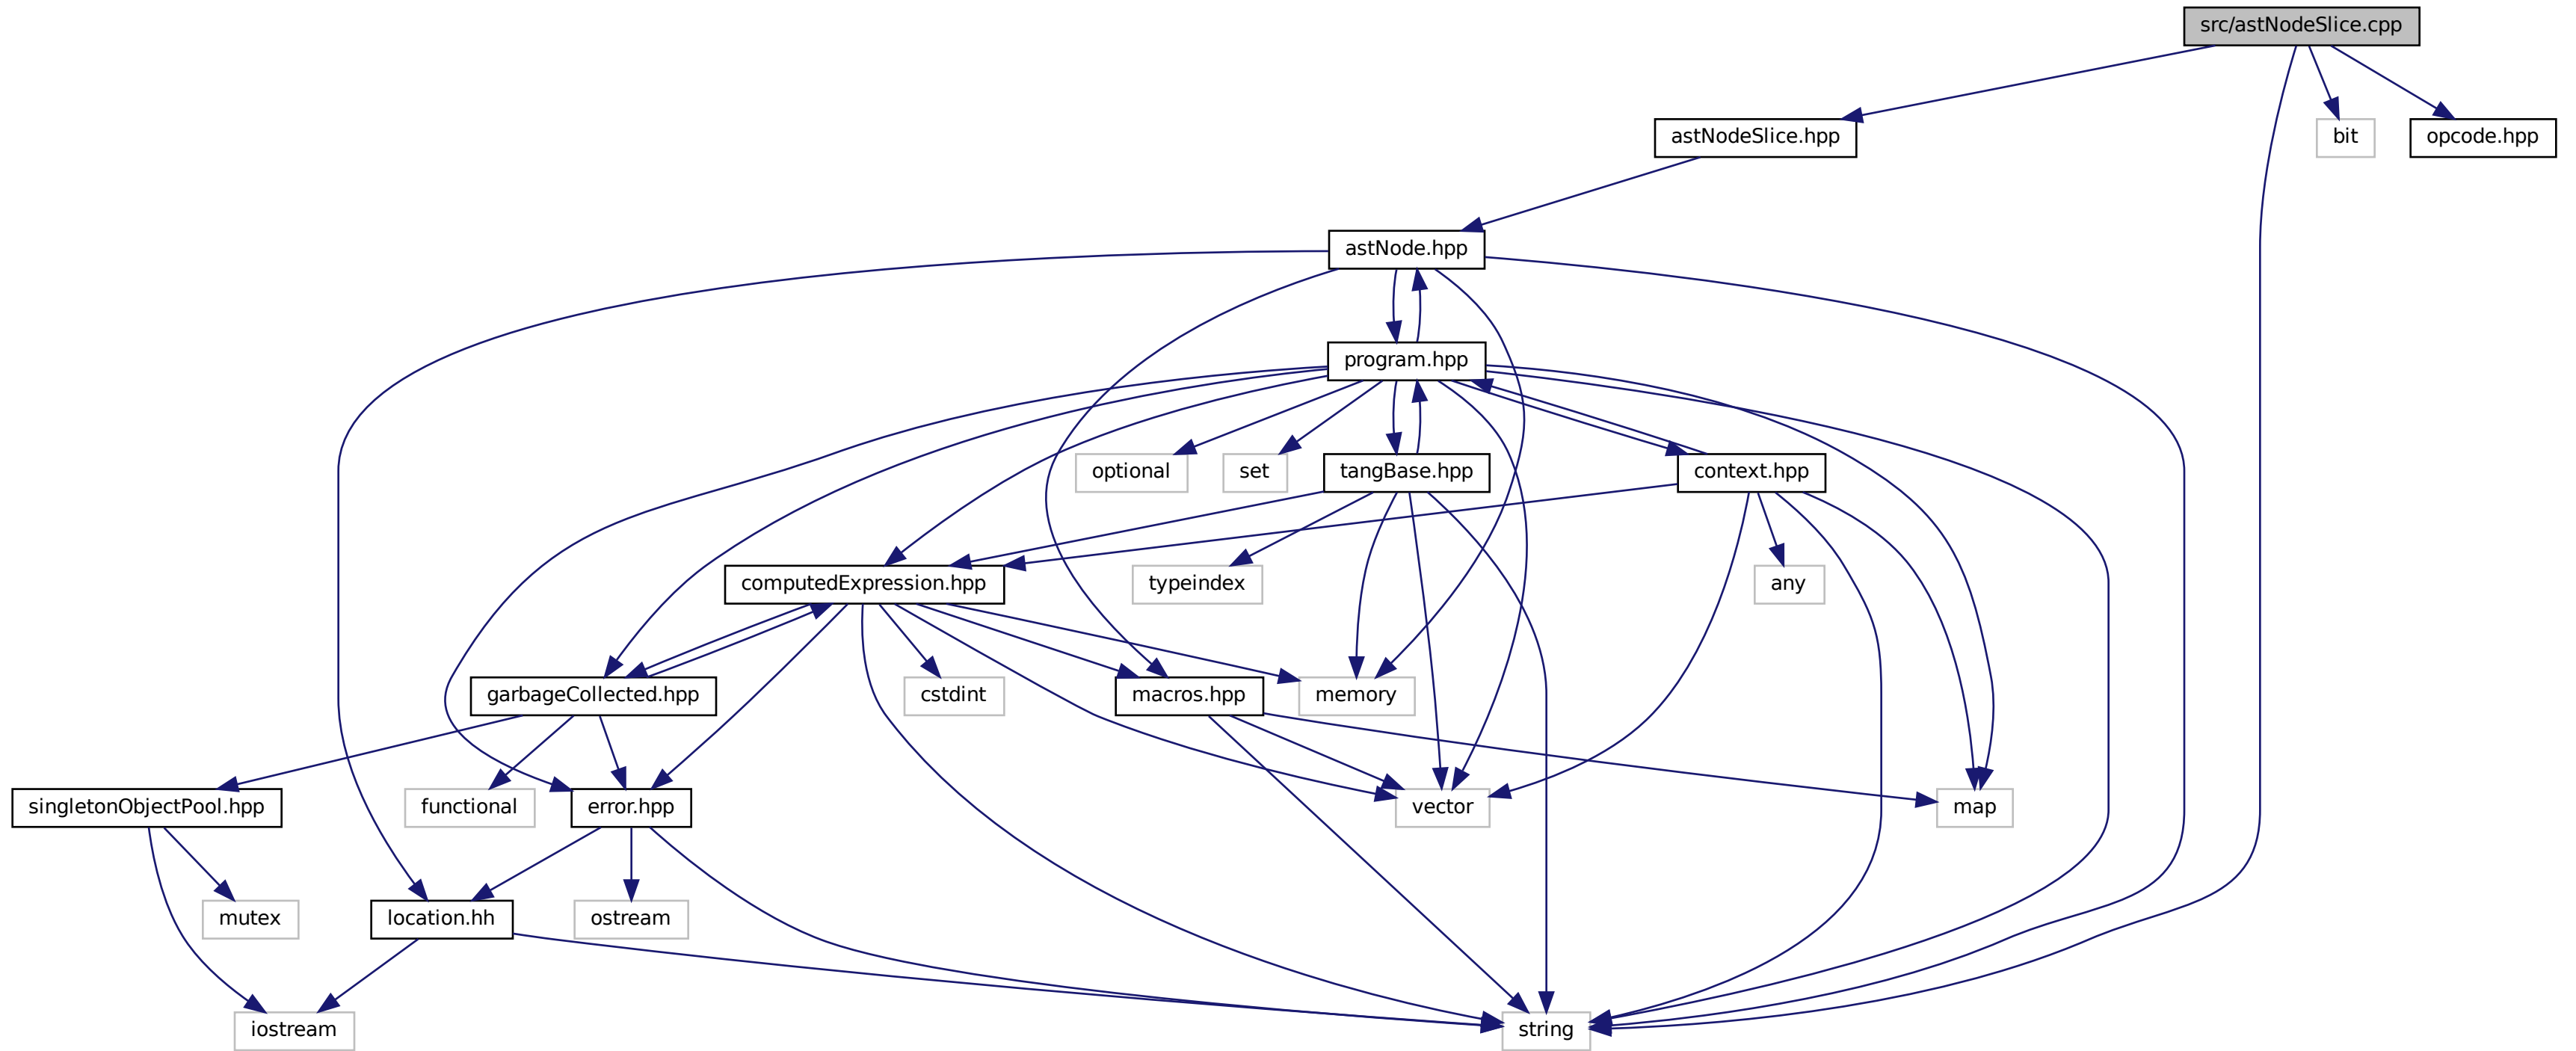 src/astNodeSlice.cpp
astNodeSlice.hpp
bit
opcode.hpp
astNode.hpp
program.hpp
optional
set
tangBase.hpp
context.hpp
computedExpression.hpp
typeindex
any
garbageCollected.hpp
cstdint
macros.hpp
memory
singletonObjectPool.hpp
functional
error.hpp
vector
map
mutex
location.hh
ostream
iostream
string